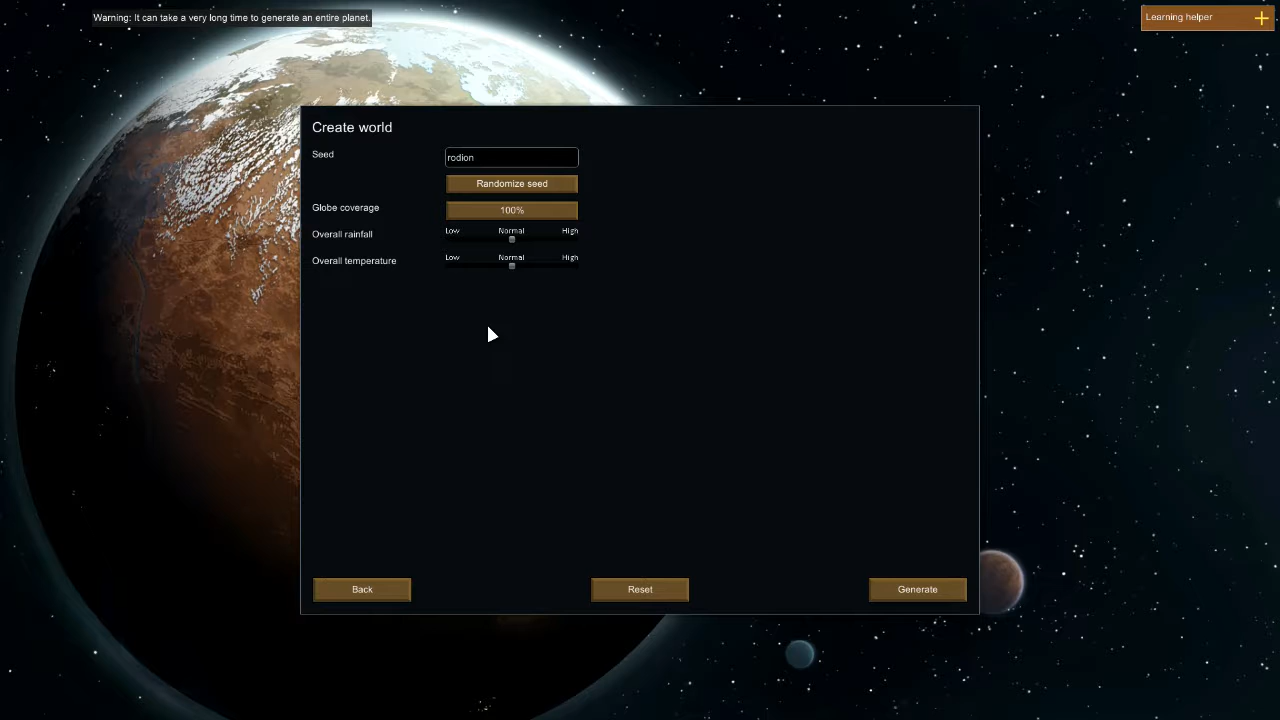 Warning: It can take a very long time to generate an entire planet.
Learning helper
Create world
Seed
rodion
Randomize seed
Globe coverage
100%
Overall rainfall
Low Normal High
Overall temperature
Low Normal High
Back
Reset
Generate